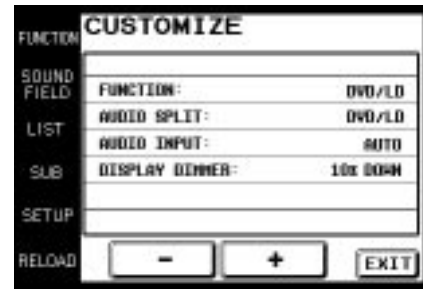 CUSTOMIZE
FUNCTION
SOUND FIELD
LIST
SUB
SETUP
RELOAD
FUNCTION: DVD/LD
AUDIO SPLIT: DVD/LD
AUDIO INPUT: AUTO
DISPLAY DIMMER: 10% DOWN
- +
EXIT